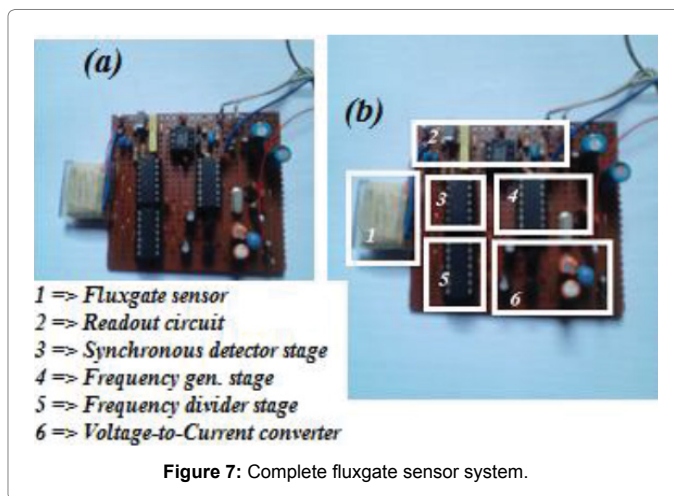 (a)
(b)
2
3
4
1
5
6
1 => Fluxgate sensor
2 => Readout circuit
3 => Synchronous detector stage
4 => Frequency gen. stage
5 => Frequency divider stage
6 => Voltage-to-Current converter
Figure 7: Complete fluxgate sensor system.